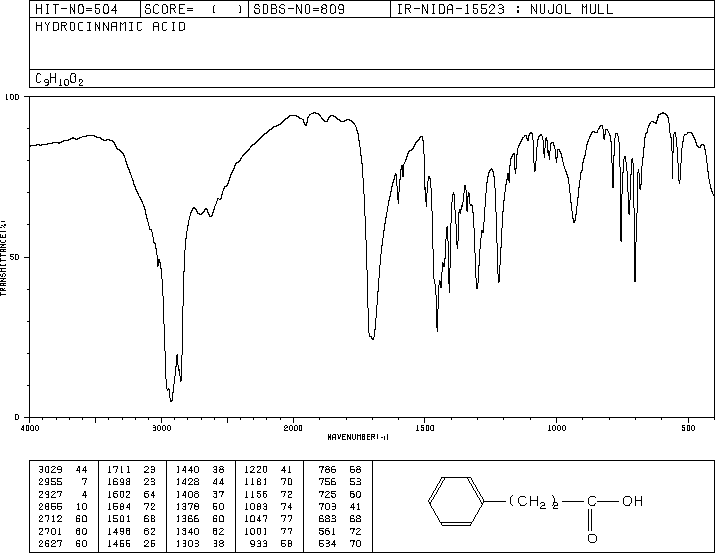 HIT-NO=504 SCORE= ( ) SDBS-NO=809 IR-NIDA-15523 : NUJOL MULL
HYDROCINNAMIC ACID
C9H10O2
100
50
0
TRANSMITTANCE(%)
4000 3000 2000 1500 1000 500
WAVENUMBER(-1)
3029 44 1711 29 1440 38 1220 41 786 68
2955 7 1698 23 1428 44 1181 70 756 53
2927 4 1602 64 1408 37 1156 72 725 60
2866 10 1584 72 1378 50 1083 74 703 41
2712 60 1501 68 1366 60 1047 77 683 68
2701 60 1498 62 1340 62 1001 77 561 72
2627 60 1456 26 1303 38 933 58 534 70
(CH2)2 C OH
O